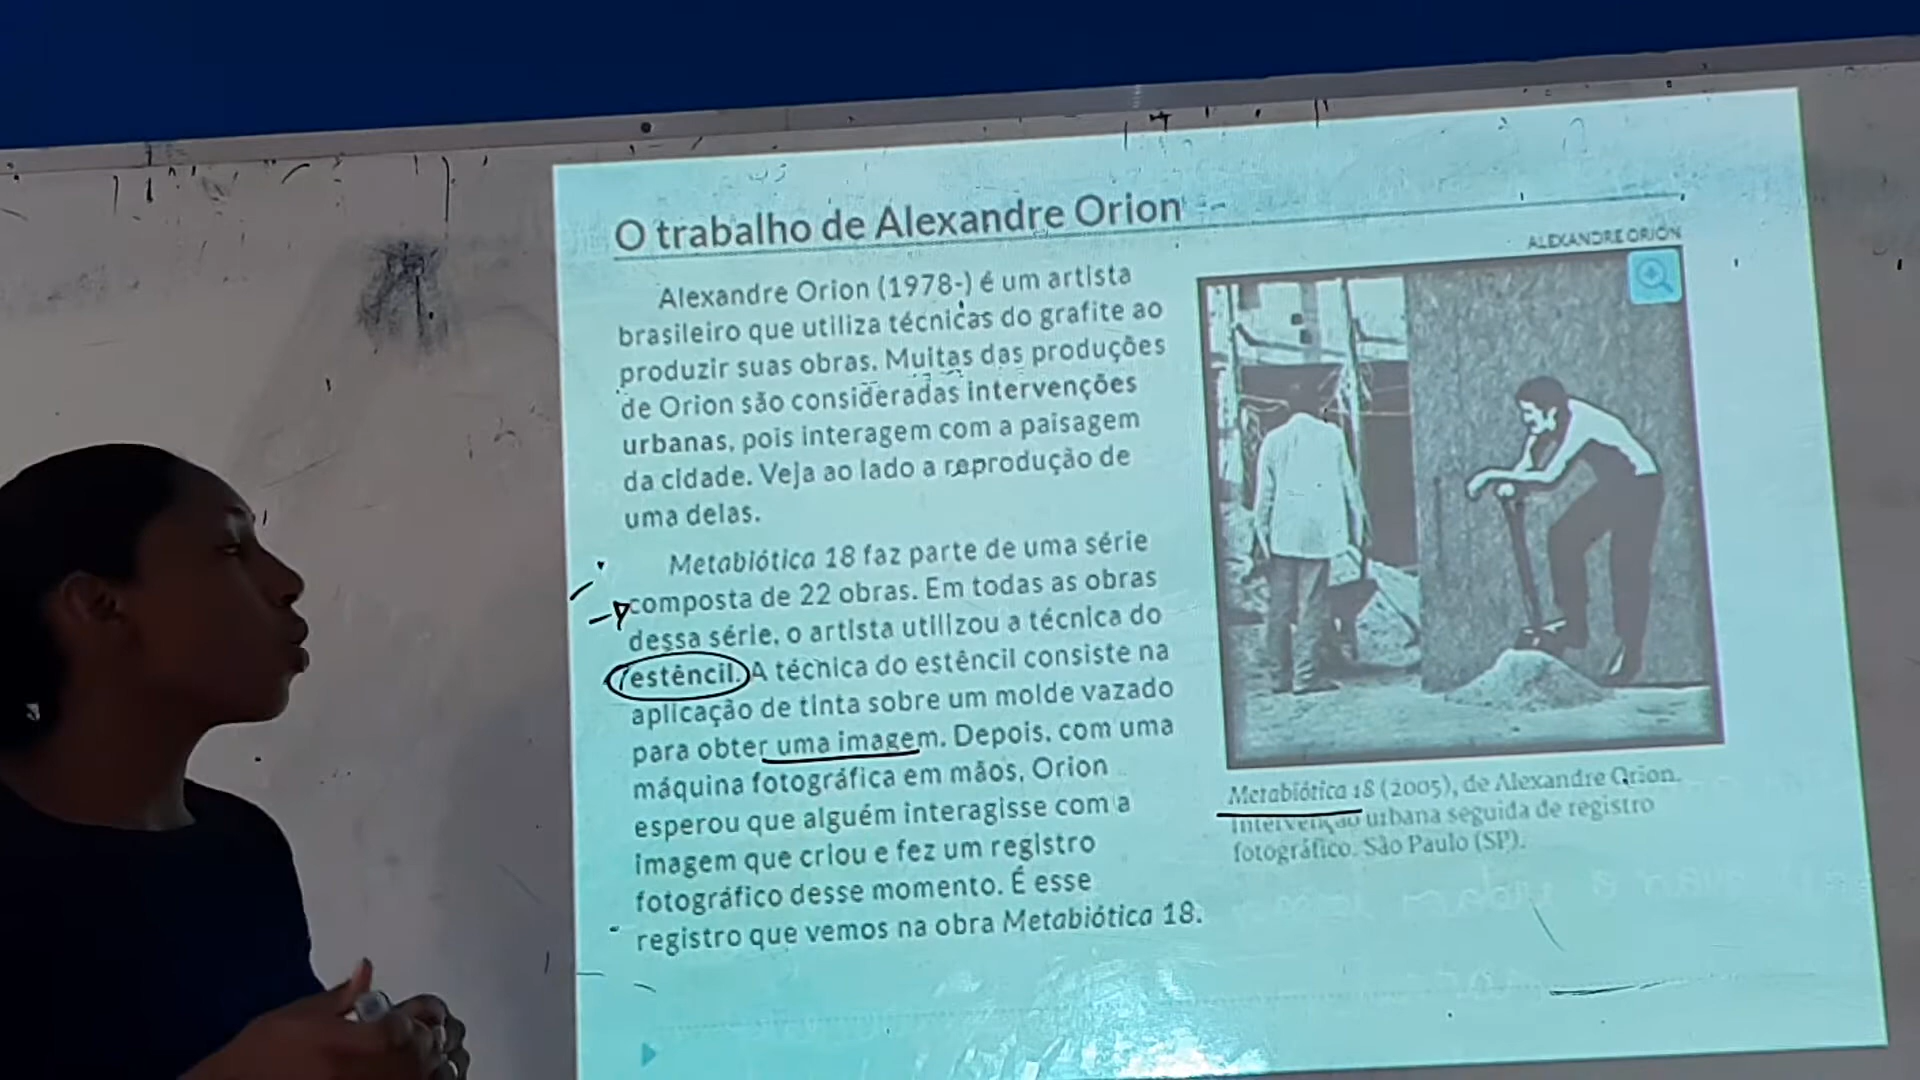 O trabalho de Alexandre Orion
ALEXANDRE ORION
Alexandre Orion (1978-) é um artista
brasileiro que utiliza técnicas do grafite ao
produzir suas obras. Muitas das produções
de Orion são consideradas intervenções
urbanas, pois interagem com a paisagem
da cidade. Veja ao lado a reprodução de
uma delas.
Metabiótica 18 faz parte de uma série
composta de 22 obras. Em todas as obras
dessa série, o artista utilizou a técnica do
estêncil. A técnica do estêncil consiste na
aplicação de tinta sobre um molde vazado
para obter uma imagem. Depois, com uma
máquina fotográfica em mãos, Orion
esperou que alguém interagisse com a
imagem que criou e fez um registro
fotográfico desse momento. É esse
registro que vemos na obra Metabiótica 18.
Metabiótica 18 (2005), de Alexandre Orion.
Intervenção urbana seguida de registro
fotográfico. São Paulo (SP).